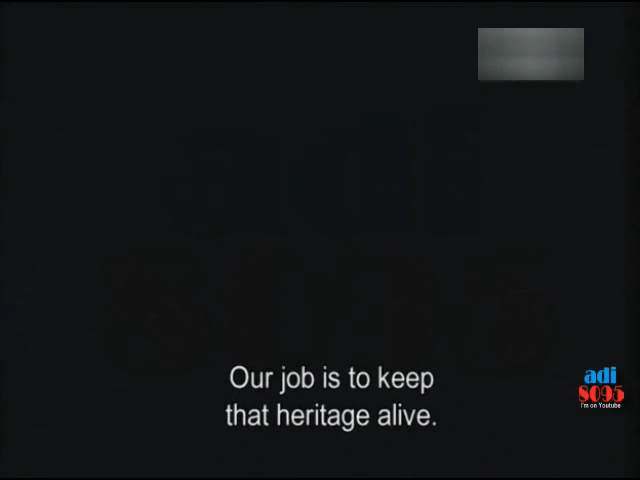 Our job is to keep
that heritage alive.
adi
8095
I'm on Youtube